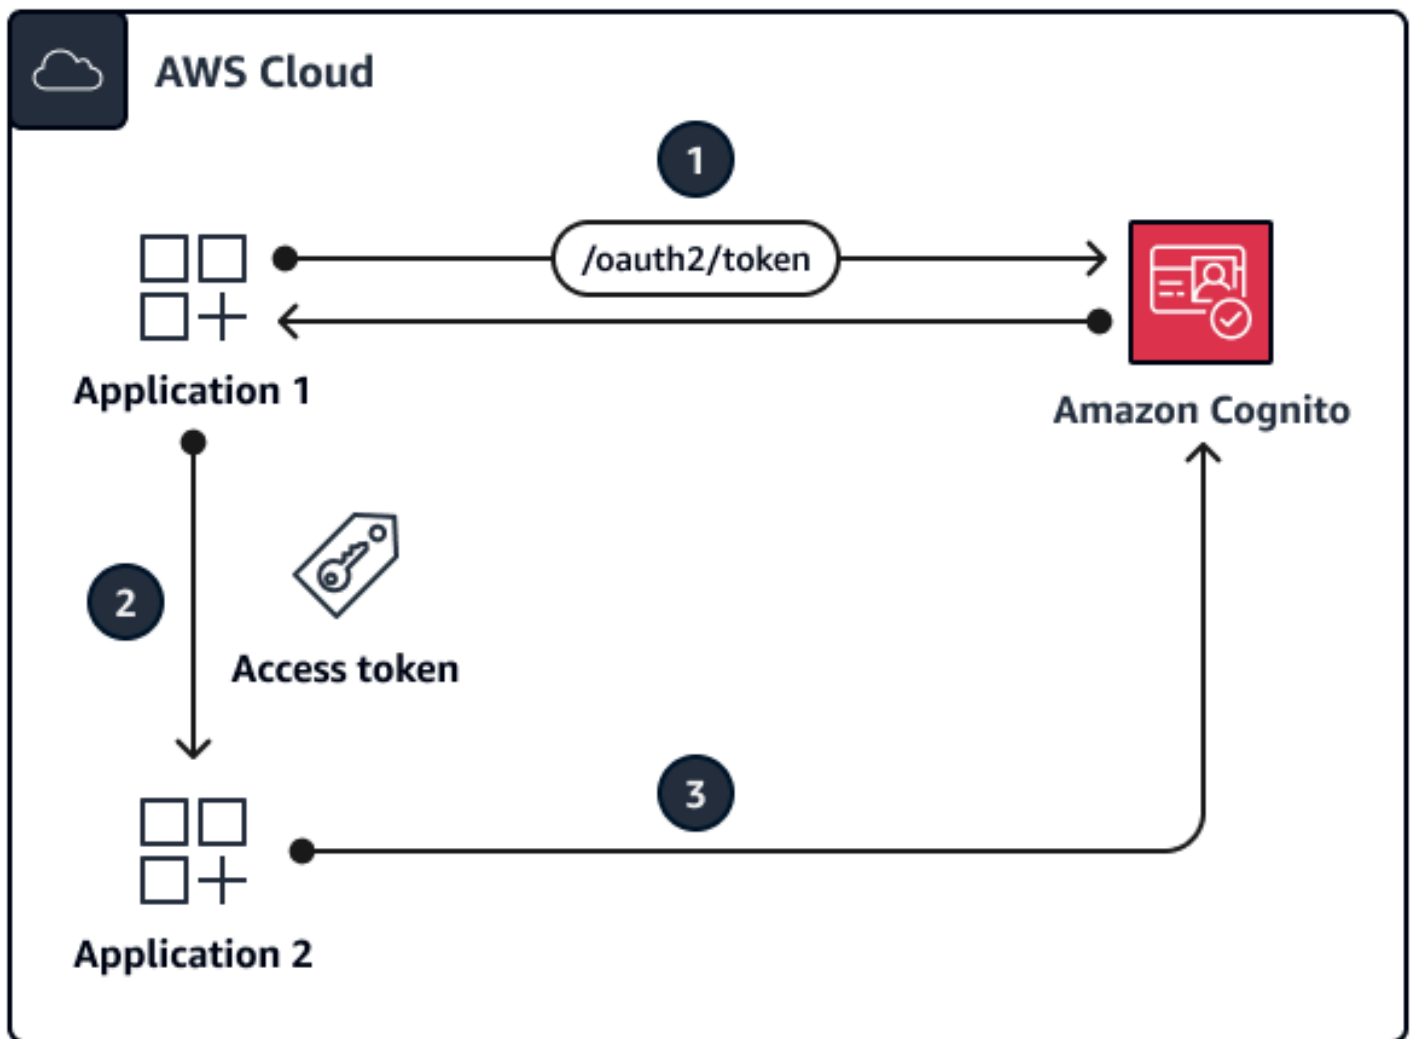 AWS Cloud
1
/oauth2/token
Application 1
Amazon Cognito
2
Access token
3
Application 2